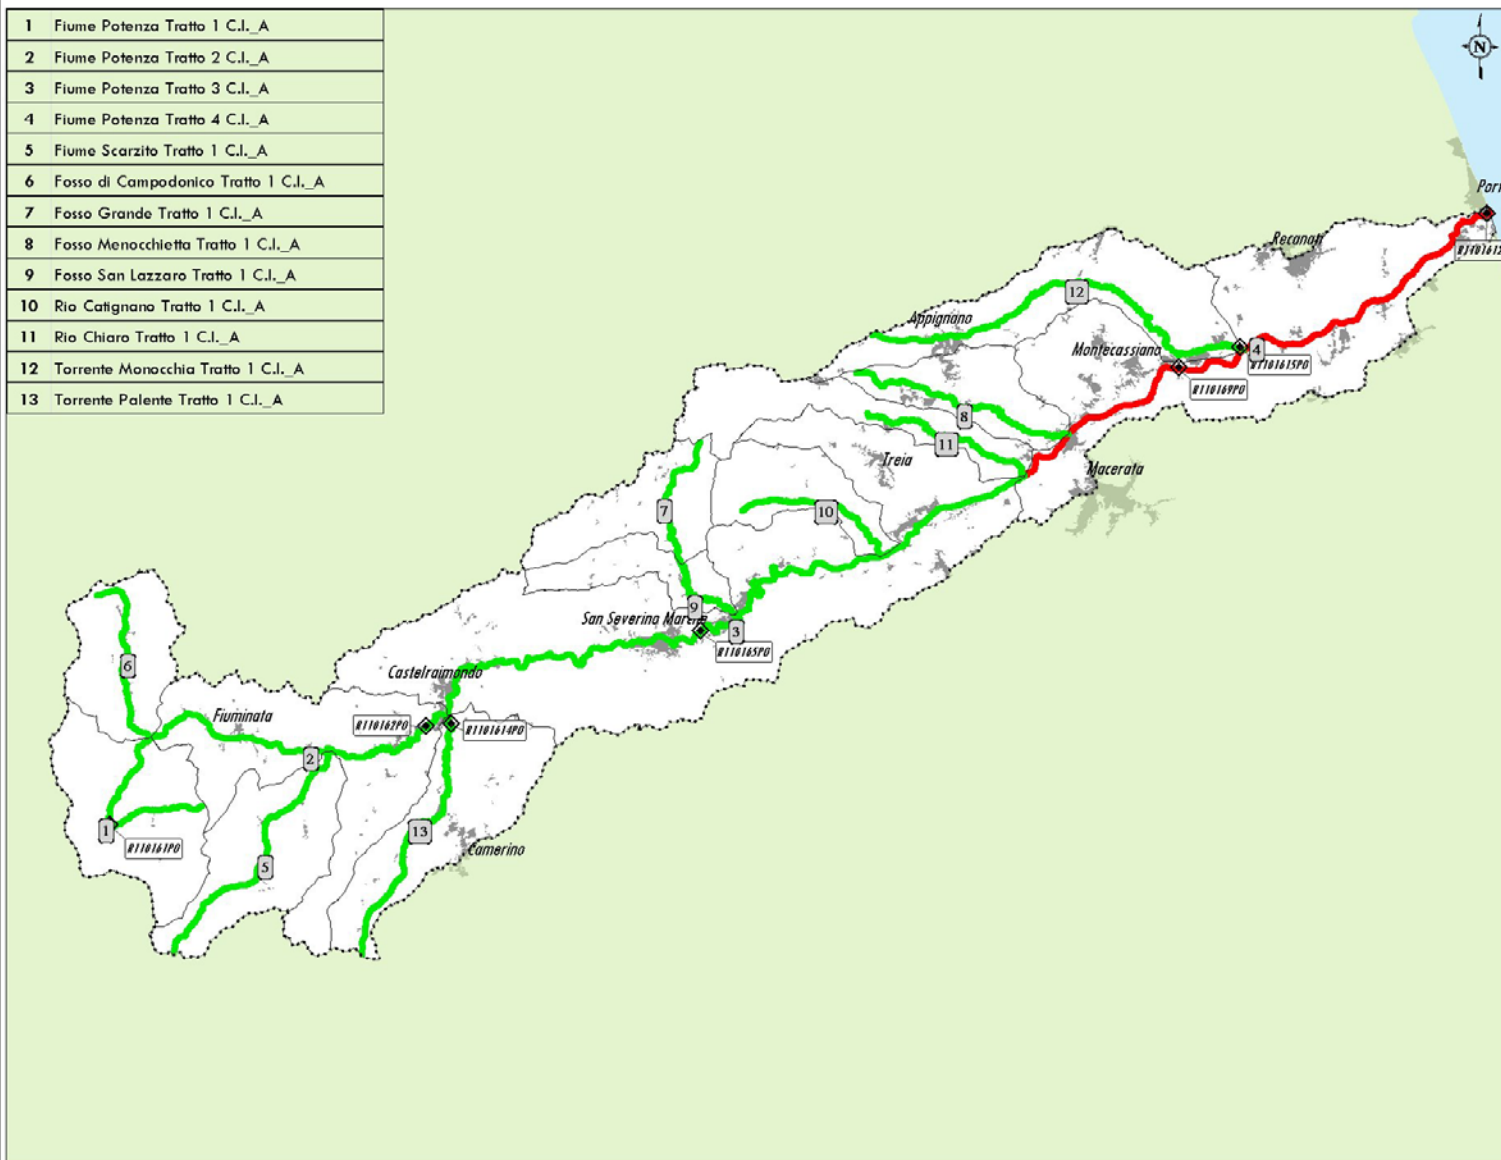 1 Fiume Potenza Tratto 1 C.I._A
2 Fiume Potenza Tratto 2 C.I._A
3 Fiume Potenza Tratto 3 C.I._A
4 Fiume Potenza Tratto 4 C.I._A
5 Fiume Scarzito Tratto 1 C.I._A
6 Fosso di Campodonico Tratto 1 C.I._A
7 Fosso Grande Tratto 1 C.I._A
8 Fosso Menocchietta Tratto 1 C.I._A
9 Fosso San Lazzaro Tratto 1 C.I._A
10 Rio Catignano Tratto 1 C.I._A
11 Rio Chiaro Tratto 1 C.I._A
12 Torrente Monocchia Tratto 1 C.I._A
13 Torrente Palente Tratto 1 C.I._A
N
Port
Recanati
R1101612
12
Appignano
Montecassiano
4
R1101615PO
R110169PO
8
11
Treia
Macerata
7
10
9
San Severino Marche
3
R110165PO
6
Castelraimondo
Fiuminata
R110162PO
R1101614PO
2
1
R110161PO
13
Camerino
5